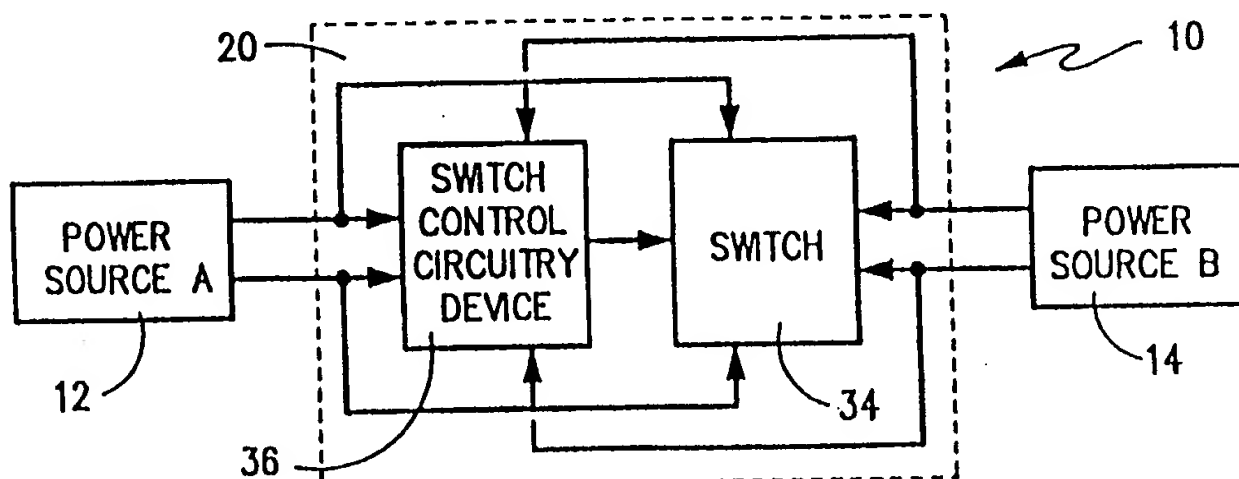 20
10
POWER
SOURCE A
SWITCH
CONTROL
CIRCUITRY
DEVICE
SWITCH
POWER
SOURCE B
12
36
34
14